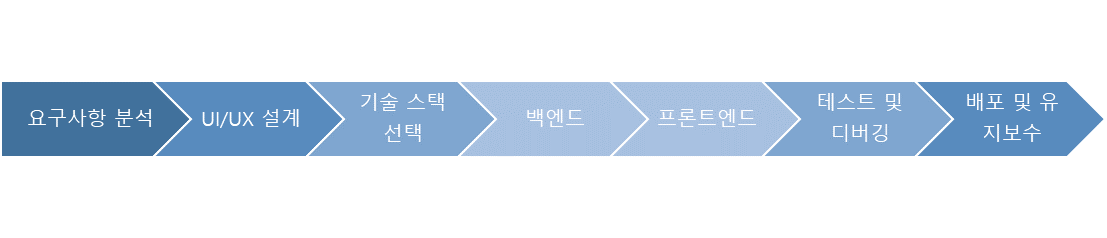 요구사항 분석
UI/UX 설계
기술 스택
선택
백엔드
프론트엔드
테스트 및
디버깅
배포 및 유
지보수